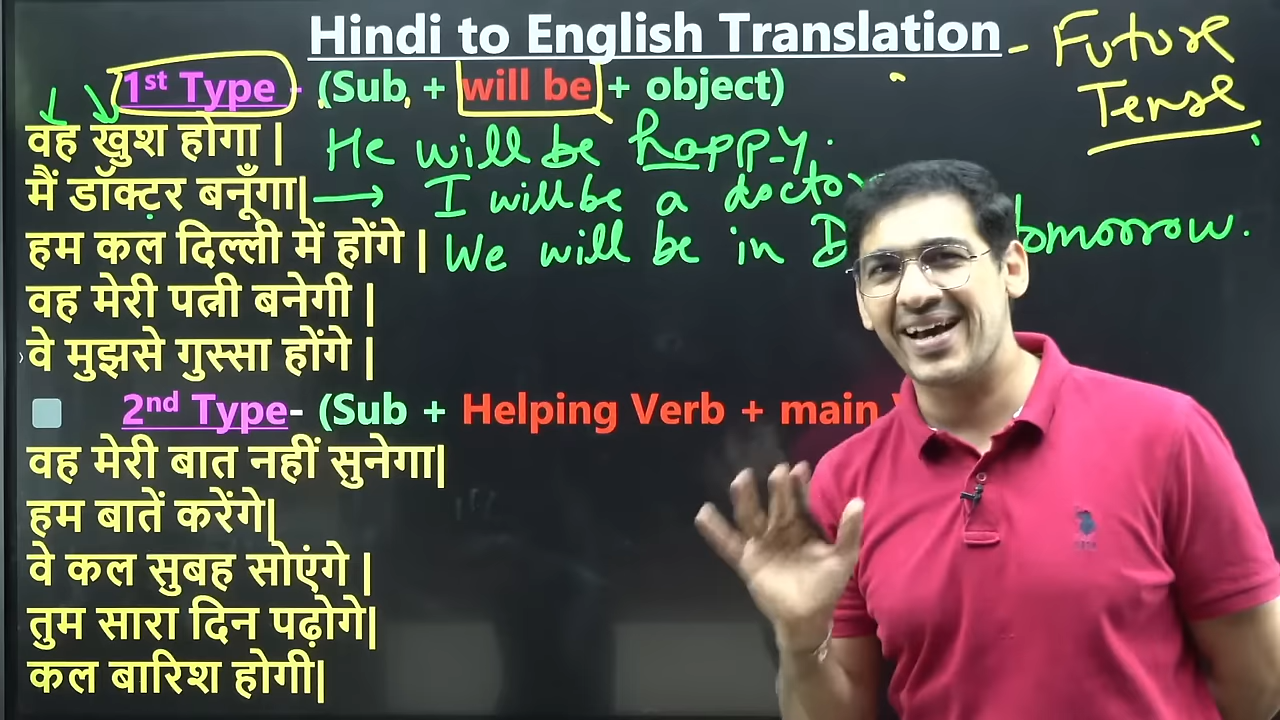 Hindi to English Translation - Future Tense
1st Type - (Sub + will be + object)
वह खुश होगा | He will be happy.
मैं डॉक्टर बनूँगा| → I will be a doctor
हम कल दिल्ली में होंगे | We will be in tomorrow.
वह मेरी पत्नी बनेगी |
वे मुझसे गुस्सा होंगे |
2nd Type- (Sub + Helping Verb + main
वह मेरी बात नहीं सुनेगा|
हम बातें करेंगे|
वे कल सुबह सोएंगे |
तुम सारा दिन पढ़ोगे|
कल बारिश होगी|